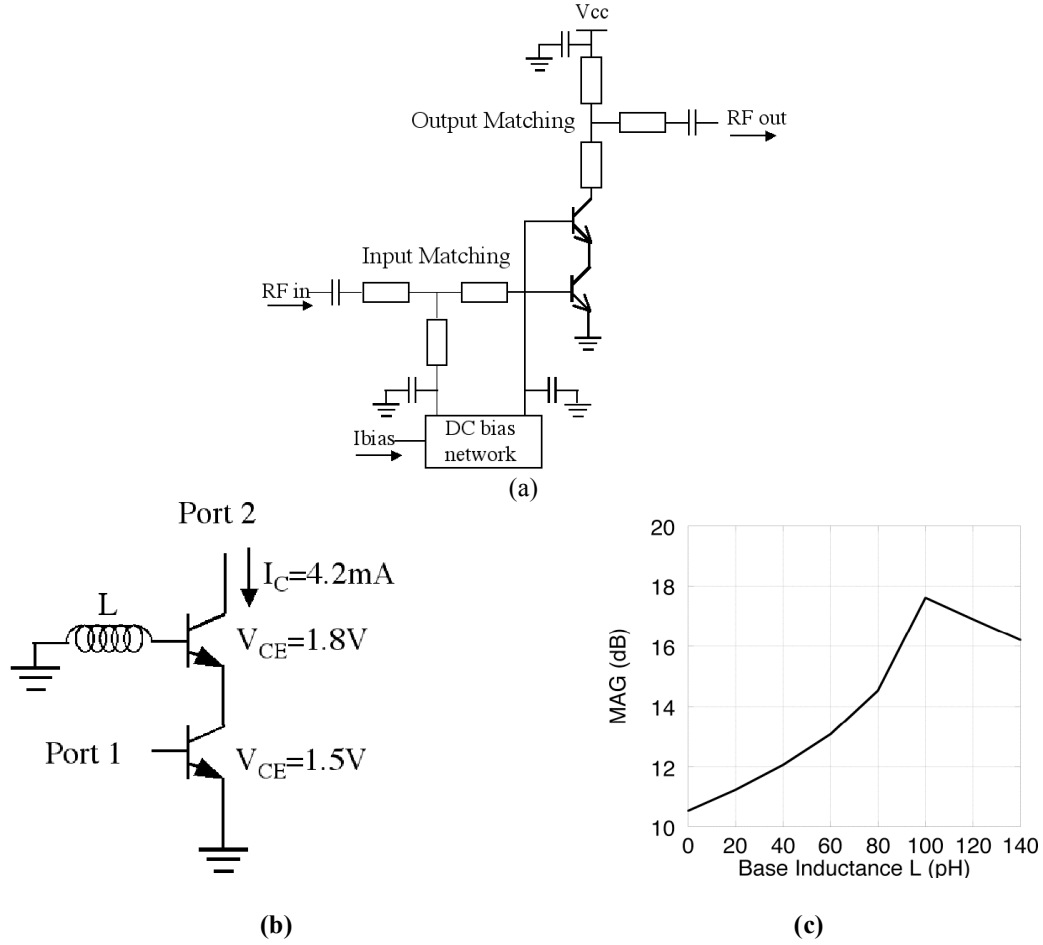 Vcc
Output Matching
RF out
Input Matching
RF in
Ibias
DC bias
network
(a)
Port 2
I_C=4.2mA
L
V_CE=1.8V
Port 1
V_CE=1.5V
(b)
20
18
16
14
12
10
MAG (dB)
0 20 40 60 80 100 120 140
Base Inductance L (pH)
(c)